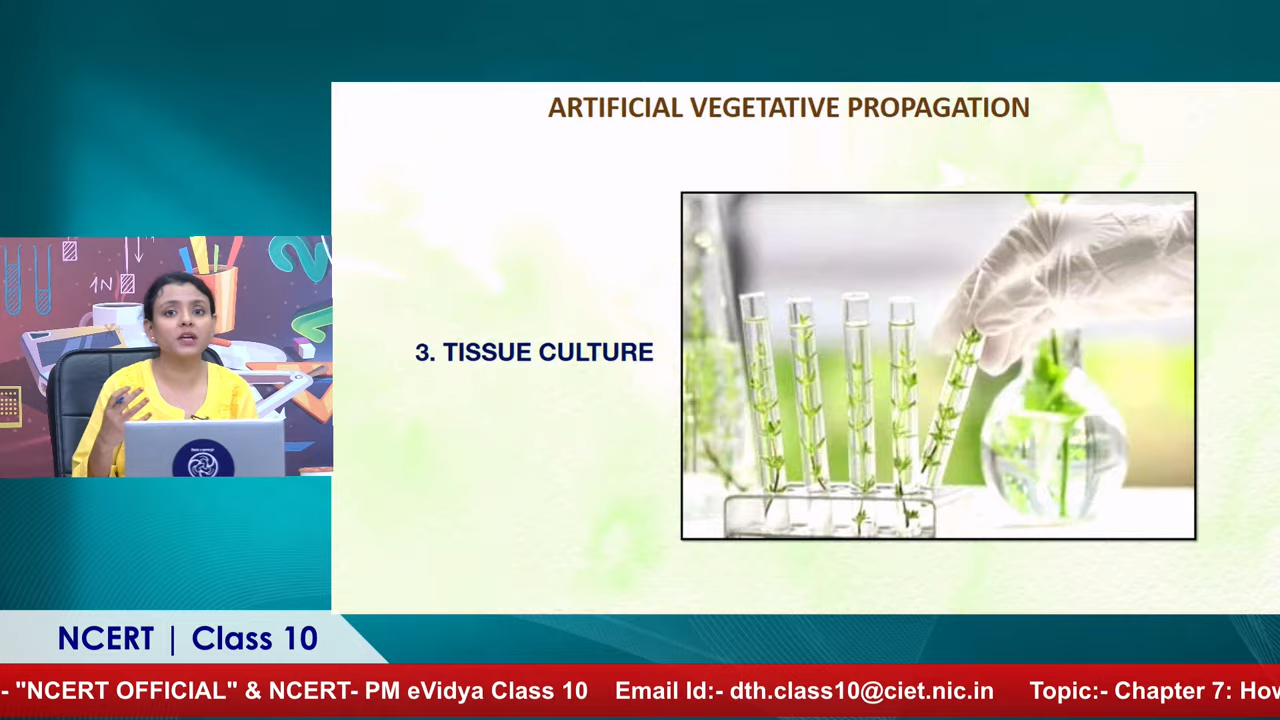 ARTIFICIAL VEGETATIVE PROPAGATION
1N
3. TISSUE CULTURE
NCERT | Class 10
- "NCERT OFFICIAL" & NCERT- PM eVidya Class 10 Email Id:- dth.class10@ciet.nic.in Topic:- Chapter 7: How